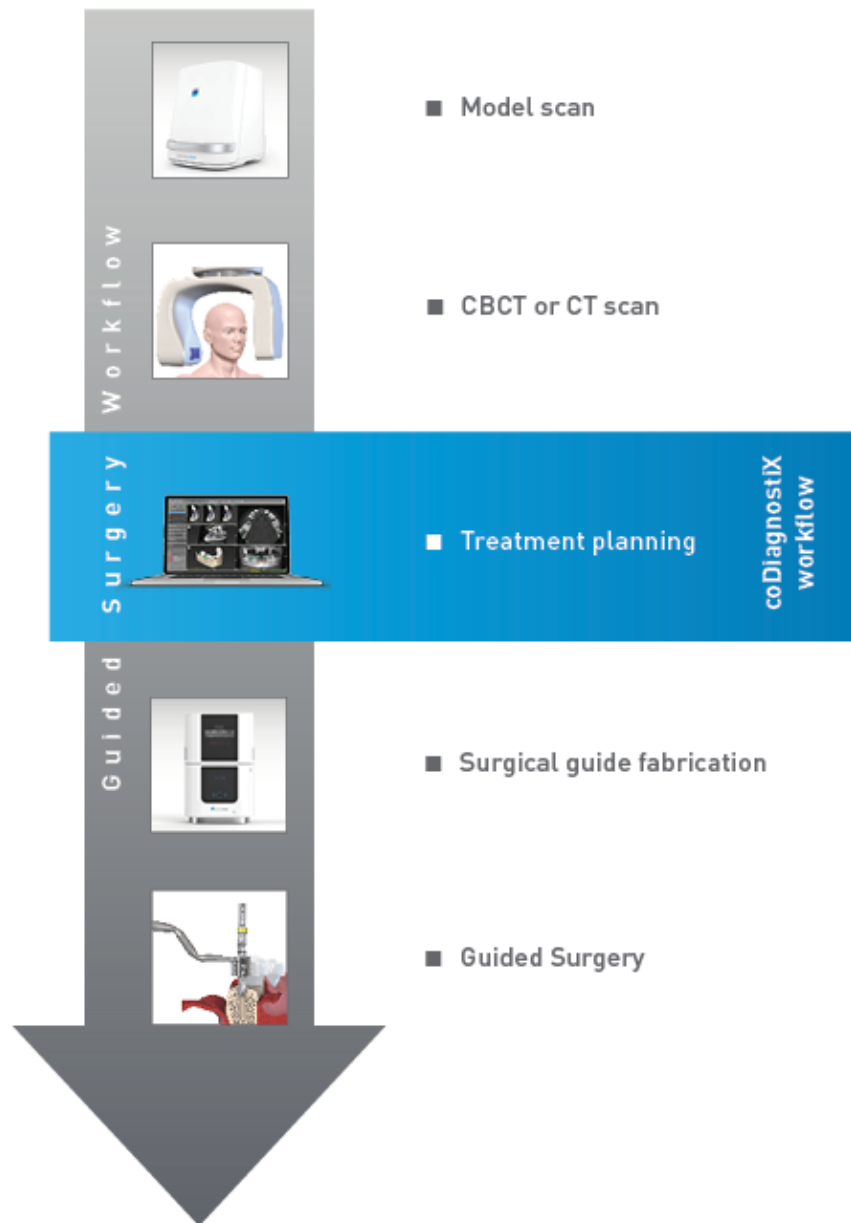 Model scan
CBCT or CT scan
Guided Surgery Workflow
Treatment planning
coDiagnostiX
workflow
Surgical guide fabrication
Guided Surgery